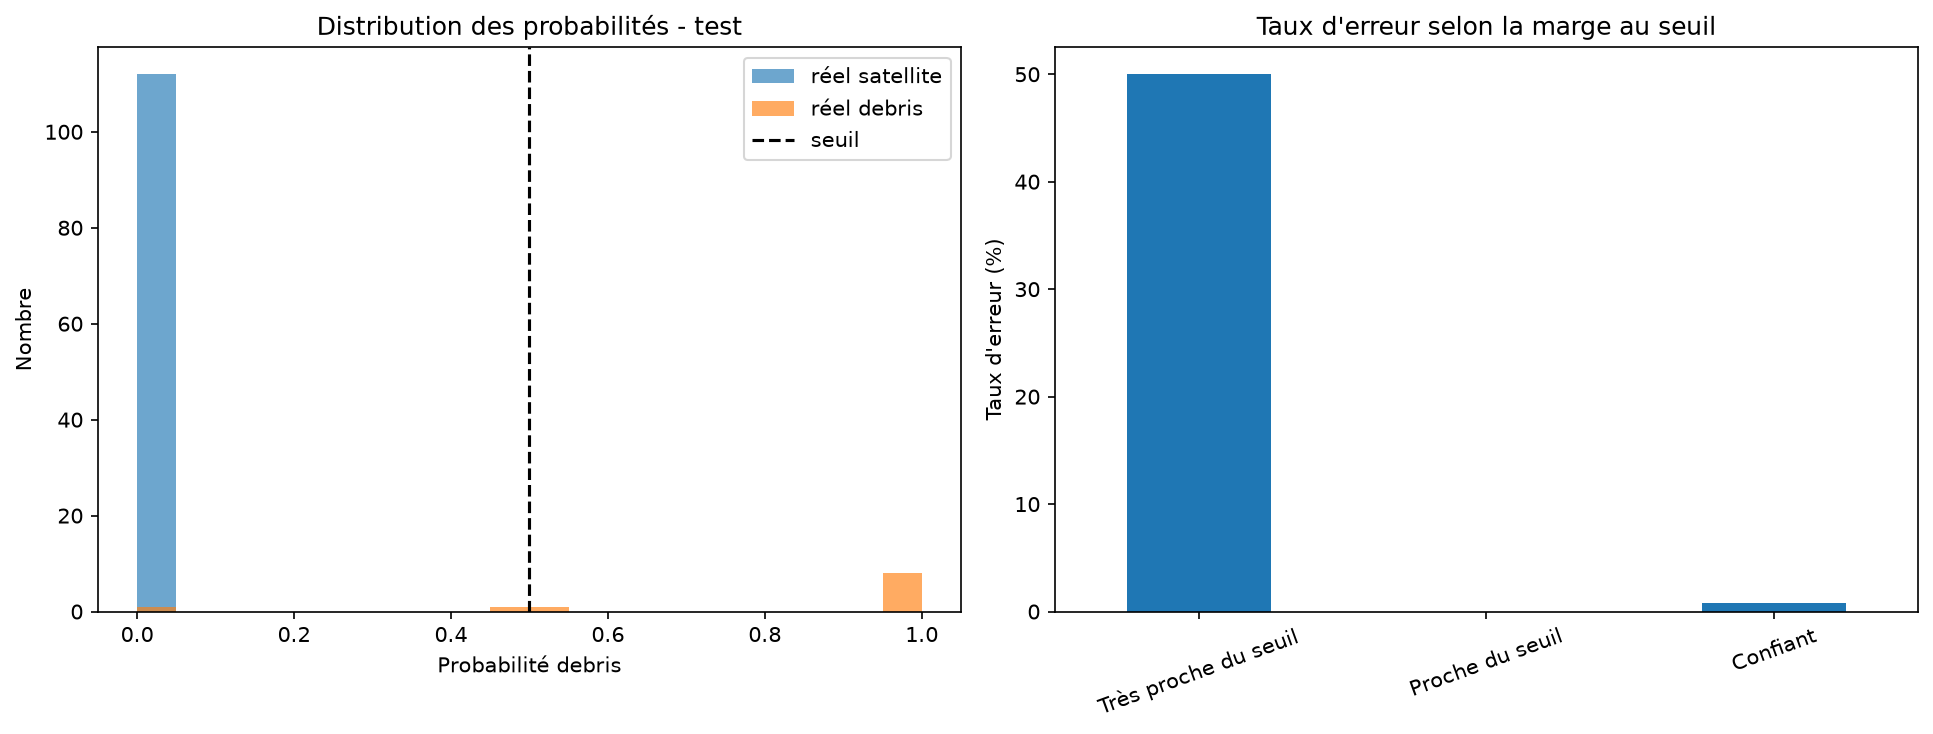 Distribution des probabilités - test
Nombre
100
80
60
40
20
0
réel satellite
réel debris
seuil
0.0 0.2 0.4 0.6 0.8 1.0
Probabilité debris
Taux d'erreur selon la marge au seuil
Taux d'erreur (%)
50
40
30
20
10
0
Très proche du seuil
Proche du seuil
Confiant